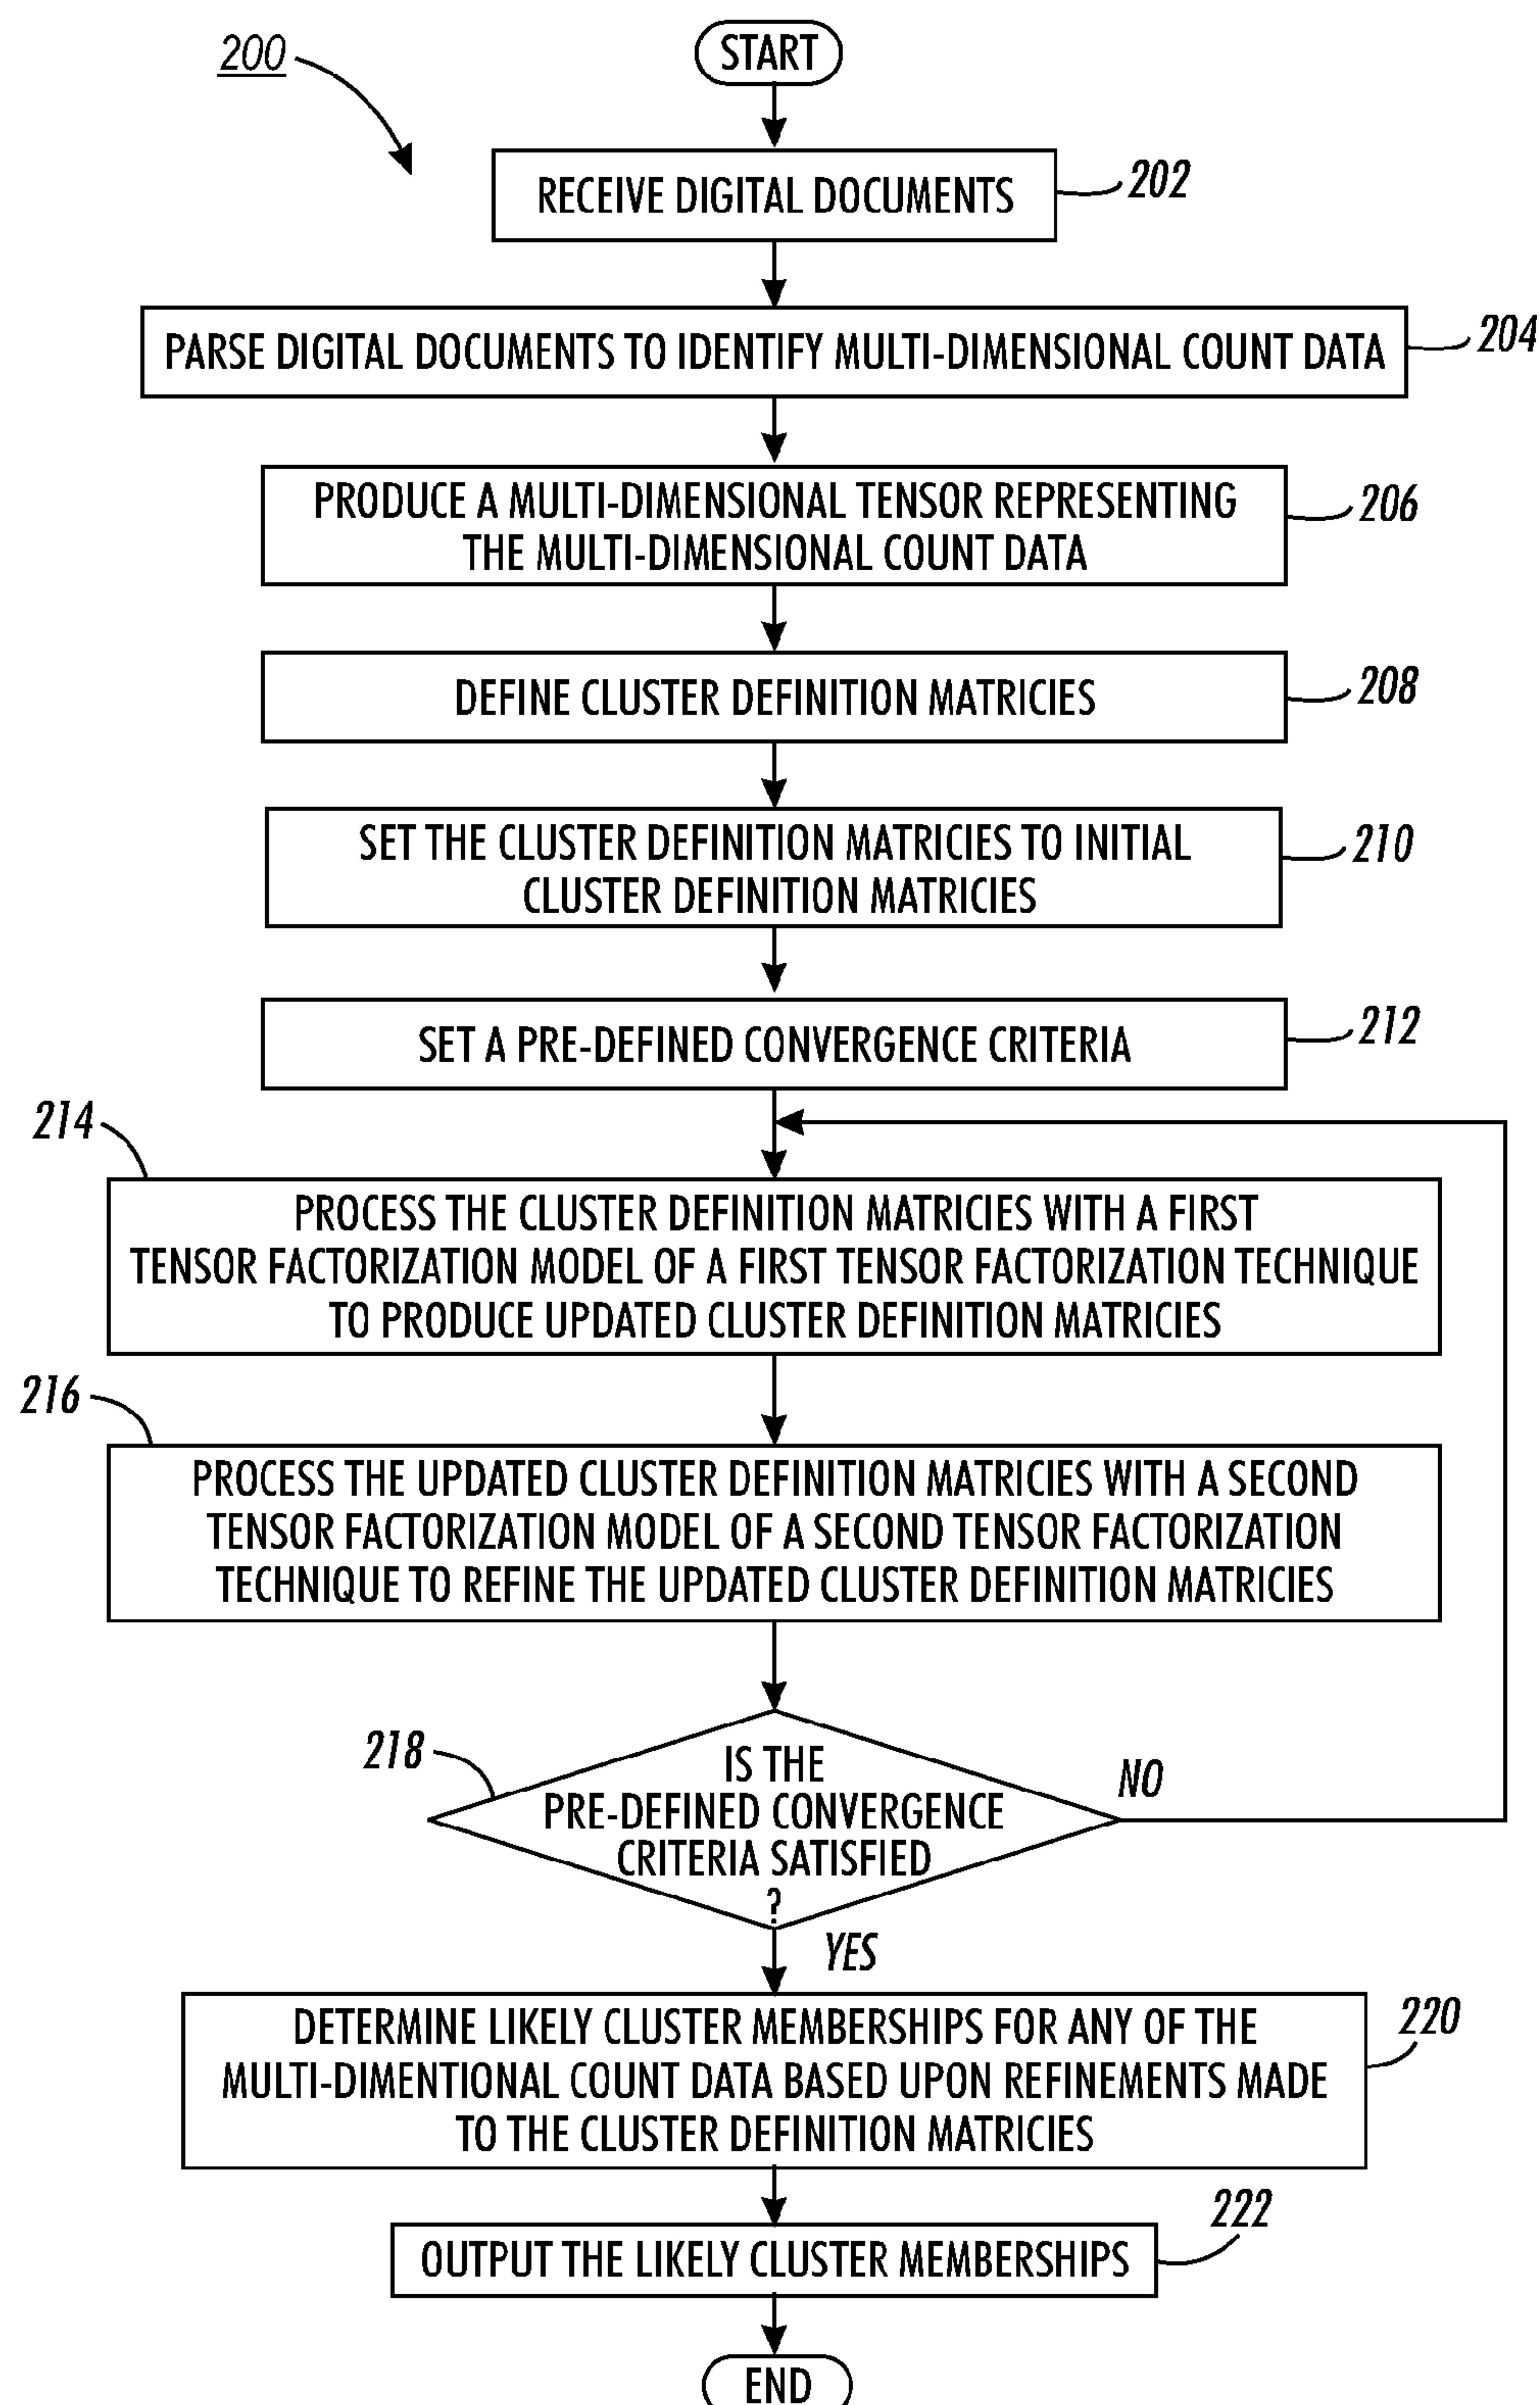 200
START
RECEIVE DIGITAL DOCUMENTS
202
PARSE DIGITAL DOCUMENTS TO IDENTIFY MULTI-DIMENSIONAL COUNT DATA
204
PRODUCE A MULTI-DIMENSIONAL TENSOR REPRESENTING
THE MULTI-DIMENSIONAL COUNT DATA
206
DEFINE CLUSTER DEFINITION MATRICIES
208
SET THE CLUSTER DEFINITION MATRICIES TO INITIAL
CLUSTER DEFINITION MATRICIES
210
SET A PRE-DEFINED CONVERGENCE CRITERIA
212
214
PROCESS THE CLUSTER DEFINITION MATRICIES WITH A FIRST
TENSOR FACTORIZATION MODEL OF A FIRST TENSOR FACTORIZATION TECHNIQUE
TO PRODUCE UPDATED CLUSTER DEFINITION MATRICIES
216
PROCESS THE UPDATED CLUSTER DEFINITION MATRICIES WITH A SECOND
TENSOR FACTORIZATION MODEL OF A SECOND TENSOR FACTORIZATION
TECHNIQUE TO REFINE THE UPDATED CLUSTER DEFINITION MATRICIES
218
IS THE
PRE-DEFINED CONVERGENCE
CRITERIA SATISFIED
?
NO
YES
DETERMINE LIKELY CLUSTER MEMBERSHIPS FOR ANY OF THE
MULTI-DIMENTIONAL COUNT DATA BASED UPON REFINEMENTS MADE
TO THE CLUSTER DEFINITION MATRICIES
220
OUTPUT THE LIKELY CLUSTER MEMBERSHIPS
222
END